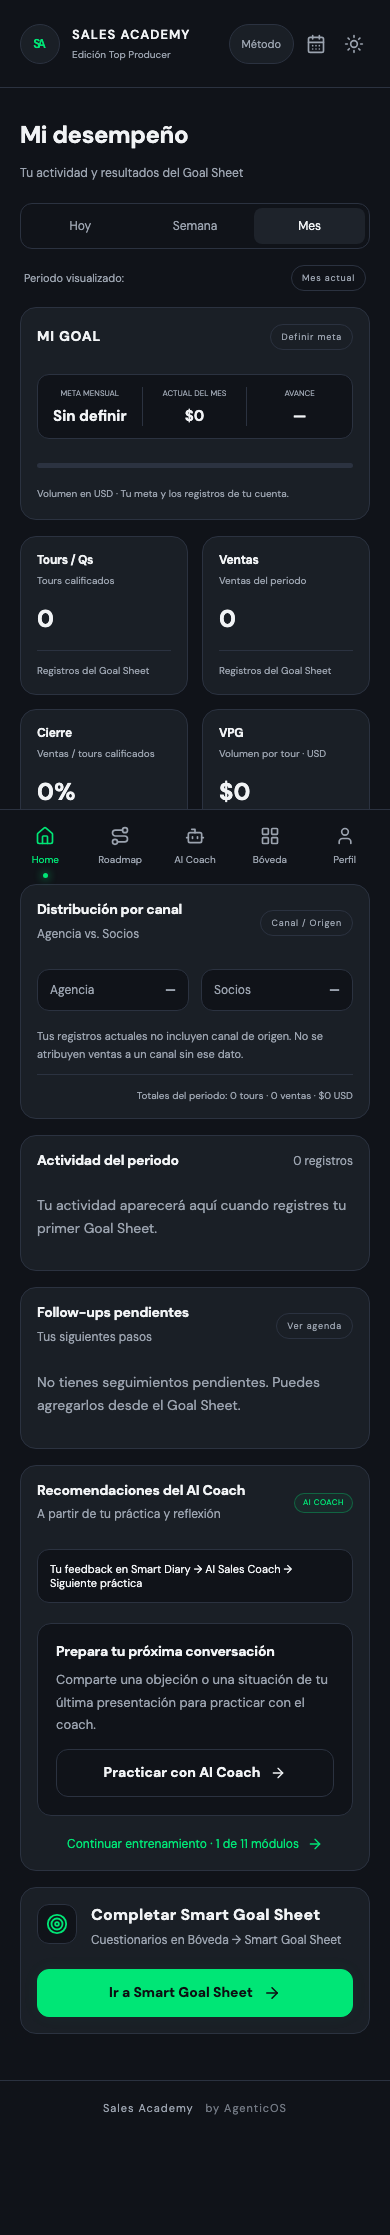 SA
SALES ACADEMY
Edición Top Producer
Método
Mi desempeño
Tu actividad y resultados del Goal Sheet
Hoy
Semana
Mes
Periodo visualizado:
Mes actual
MI GOAL
Definir meta
META MENSUAL
ACTUAL DEL MES
AVANCE
Sin definir
$0
—
Volumen en USD · Tu meta y los registros de tu cuenta.
Tours / Qs
Tours calificados
0
Registros del Goal Sheet
Ventas
Ventas del periodo
0
Registros del Goal Sheet
Cierre
Ventas / tours calificados
0%
VPG
Volumen por tour · USD
$0
Home
Roadmap
AI Coach
Bóveda
Perfil
Distribución por canal
Agencia vs. Socios
Canal / Origen
Agencia —
Socios —
Tus registros actuales no incluyen canal de origen. No se
atribuyen ventas a un canal sin ese dato.
Totales del periodo: 0 tours · 0 ventas · $0 USD
Actividad del periodo
0 registros
Tu actividad aparecerá aquí cuando registres tu
primer Goal Sheet.
Follow-ups pendientes
Tus siguientes pasos
Ver agenda
No tienes seguimientos pendientes. Puedes
agregarlos desde el Goal Sheet.
Recomendaciones del AI Coach
A partir de tu práctica y reflexión
AI COACH
Tu feedback en Smart Diary → AI Sales Coach →
Siguiente práctica
Prepara tu próxima conversación
Comparte una objeción o una situación de tu
última presentación para practicar con el
coach.
Practicar con AI Coach →
Continuar entrenamiento · 1 de 11 módulos →
Completar Smart Goal Sheet
Cuestionarios en Bóveda → Smart Goal Sheet
Ir a Smart Goal Sheet →
Sales Academy by AgenticOS